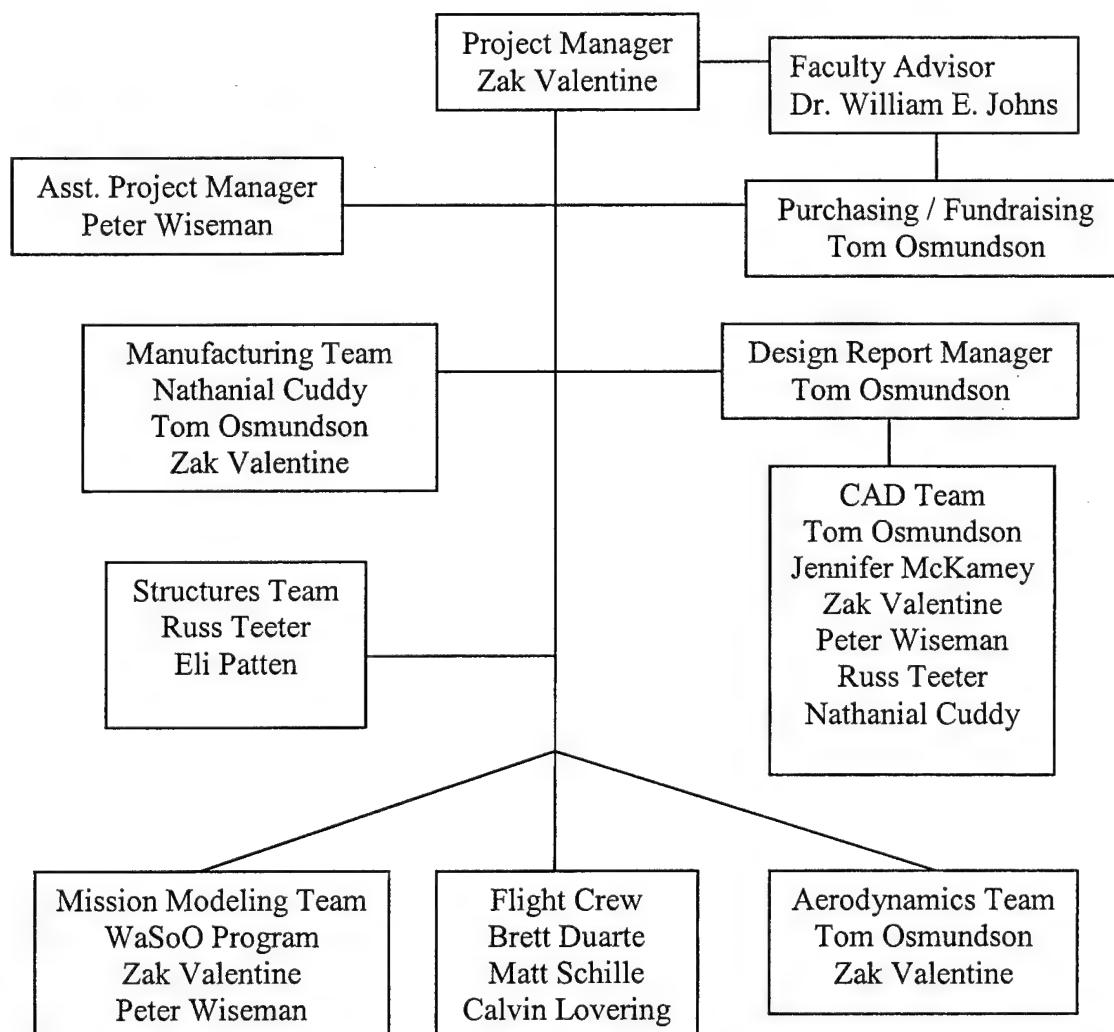 Project Manager
Zak Valentine
Faculty Advisor
Dr. William E. Johns
Asst. Project Manager
Peter Wiseman
Purchasing / Fundraising
Tom Osmundson
Manufacturing Team
Nathanial Cuddy
Tom Osmundson
Zak Valentine
Design Report Manager
Tom Osmundson
CAD Team
Tom Osmundson
Jennifer McKamey
Zak Valentine
Peter Wiseman
Russ Teeter
Nathanial Cuddy
Structures Team
Russ Teeter
Eli Patten
Mission Modeling Team
WaSoO Program
Zak Valentine
Peter Wiseman
Flight Crew
Brett Duarte
Matt Schille
Calvin Lovering
Aerodynamics Team
Tom Osmundson
Zak Valentine